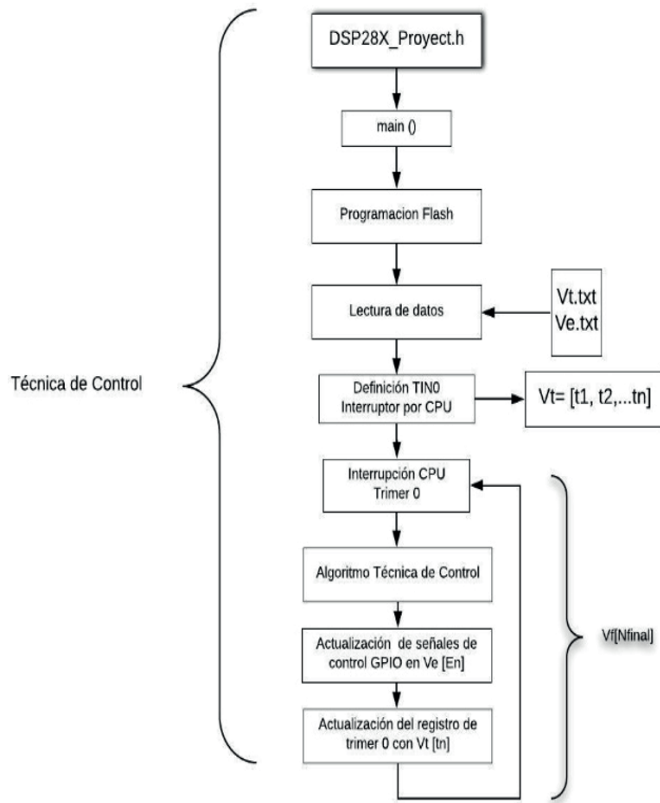 DSP28X_Proyect.h
main ()
Programacion Flash
Lectura de datos
Vt.txt
Ve.txt
Técnica de Control
Definición TIN0
Interruptor por CPU
Vt= [t1, t2,...tn]
Interrupción CPU
Trimer 0
Algoritmo Técnica de Control
Actualización de señales de
control GPIO en Ve [En]
Vf[Nfinal]
Actualización del registro de
trimer 0 con Vt [tn]